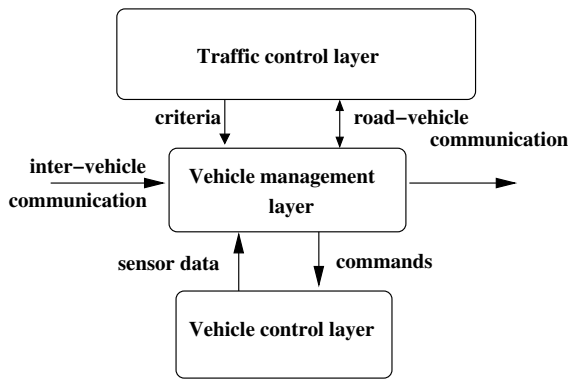 Traffic control layer
criteria
road−vehicle
communication
inter−vehicle
communication
Vehicle management
layer
sensor data
commands
Vehicle control layer